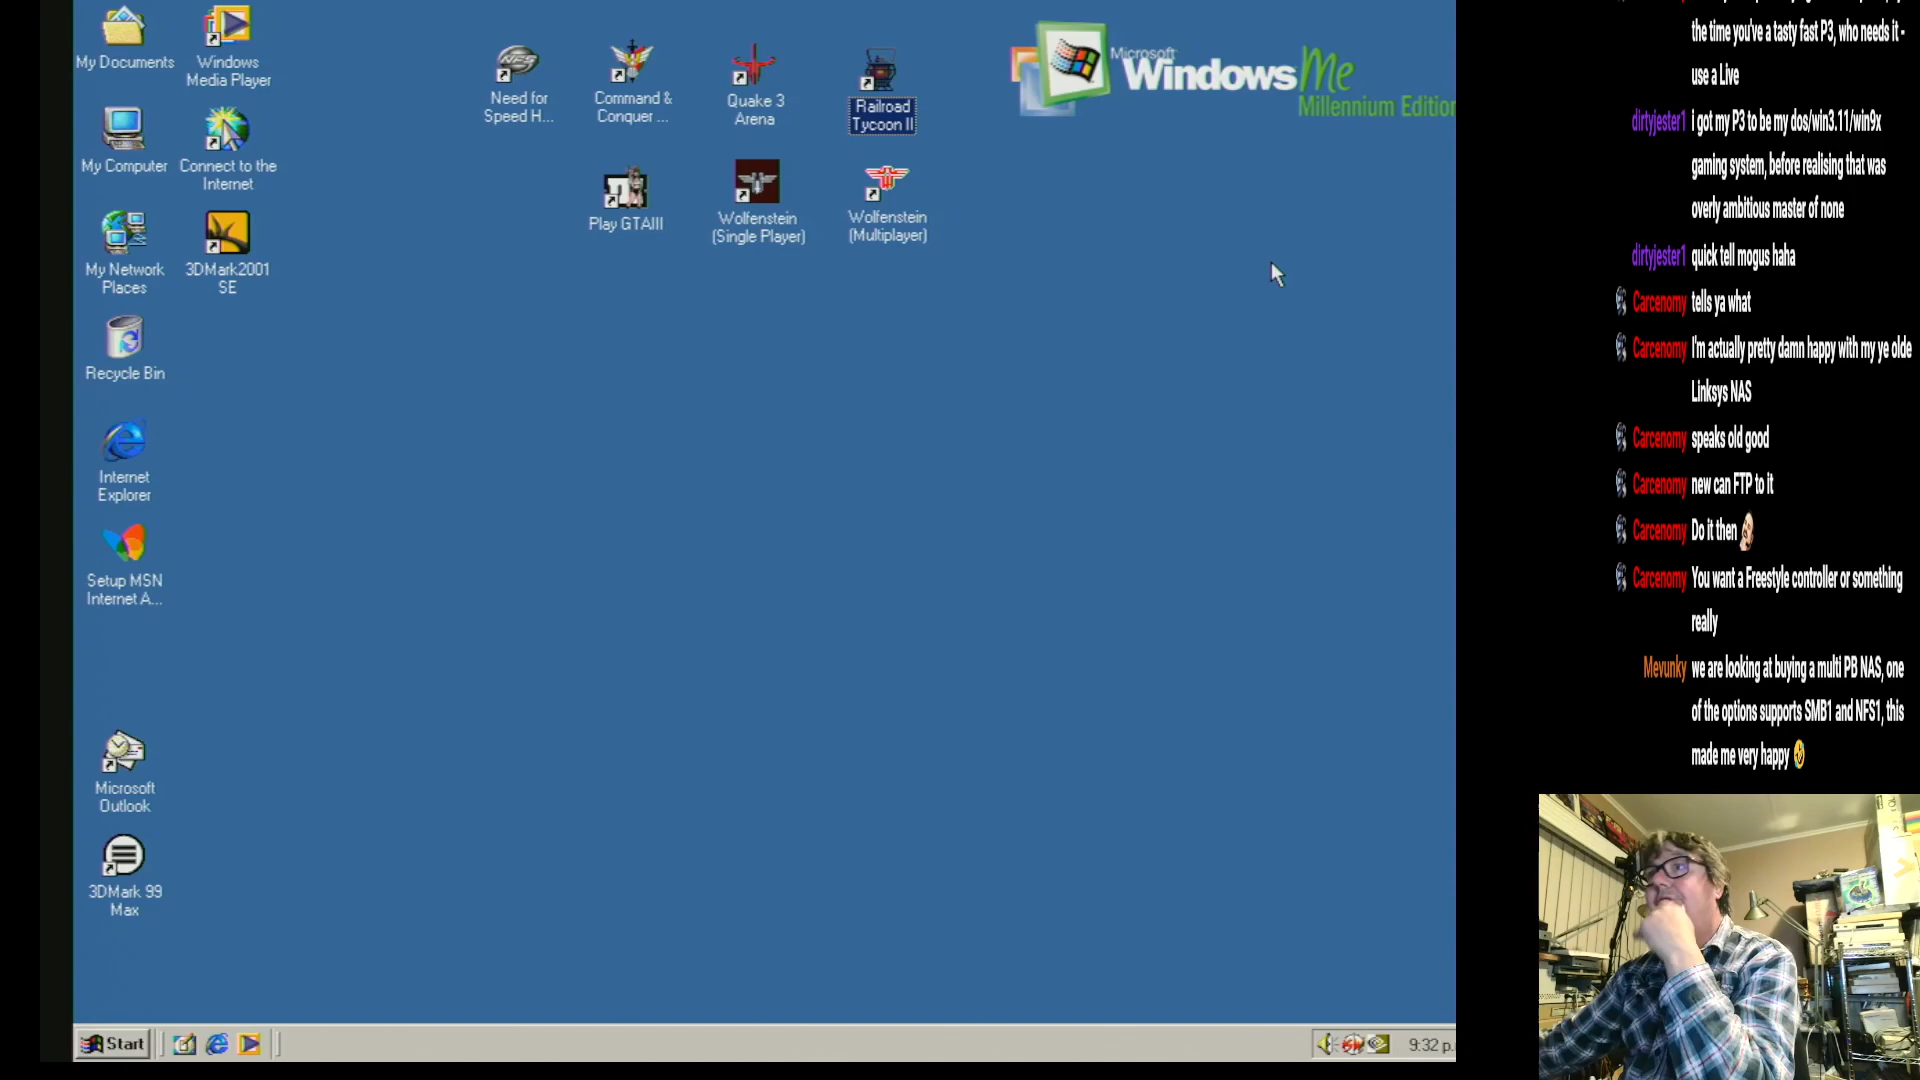 My Documents
Windows
Media Player
My Computer
Connect to the
Internet
My Network
Places
3DMark2001
SE
Recycle Bin
Internet
Explorer
Setup MSN
Internet A...
Microsoft
Outlook
3DMark 99
Max
Need for
Speed H...
Command &
Conquer ...
Quake 3
Arena
Railroad
Tycoon II
Play GTAIII
Wolfenstein
(Single Player)
Wolfenstein
(Multiplayer)
Microsoft
Windows Me
Millennium Edition
Start
9:32 p.
the time you've a tasty fast P3, who needs it -
use a Live
dirtyjester1 i got my P3 to be my dos/win3.11/win9x
gaming system, before realising that was
overly ambitious master of none
dirtyjester1 quick tell mogus haha
Carcenomy tells ya what
Carcenomy I'm actually pretty damn happy with my ye olde
Linksys NAS
Carcenomy speaks old good
Carcenomy new can FTP to it
Carcenomy Do it then
Carcenomy You want a Freestyle controller or something
really
Mevunky we are looking at buying a multi PB NAS, one
of the options supports SMB1 and NFS1, this
made me very happy 🤣